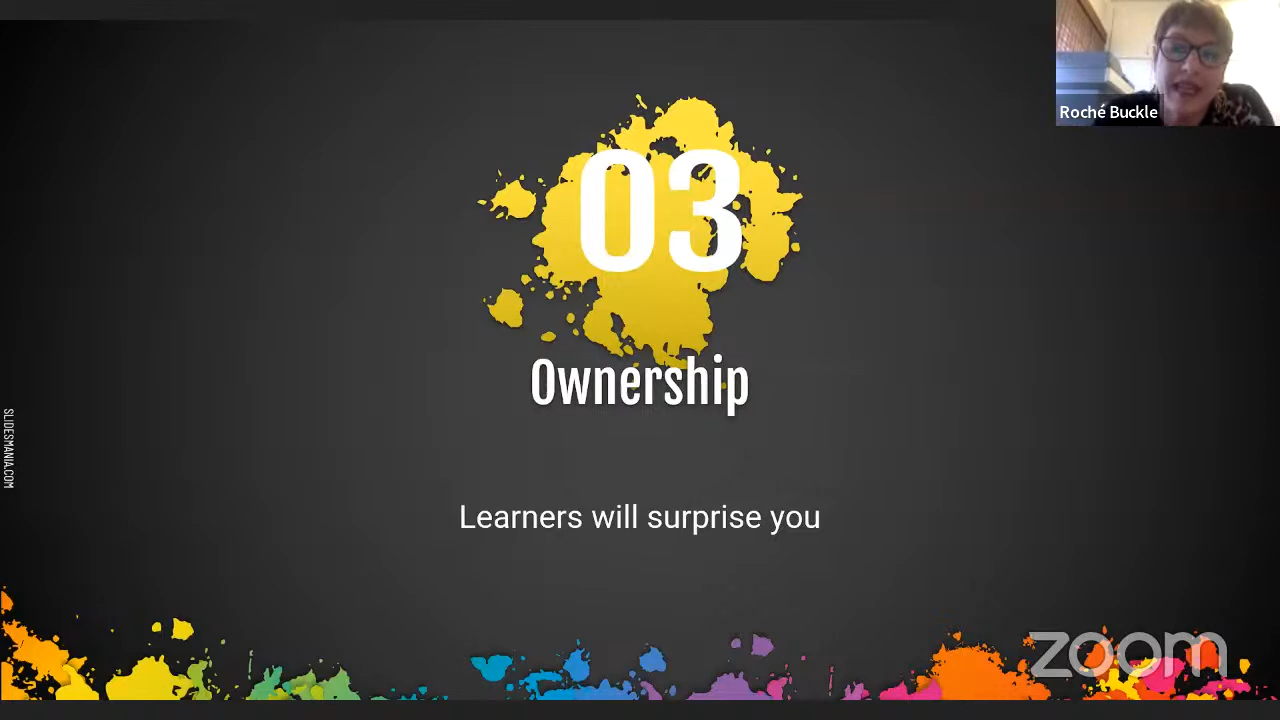 Roché Buckle
03
Ownership
Learners will surprise you
SLIDESMANIA.COM
zoom